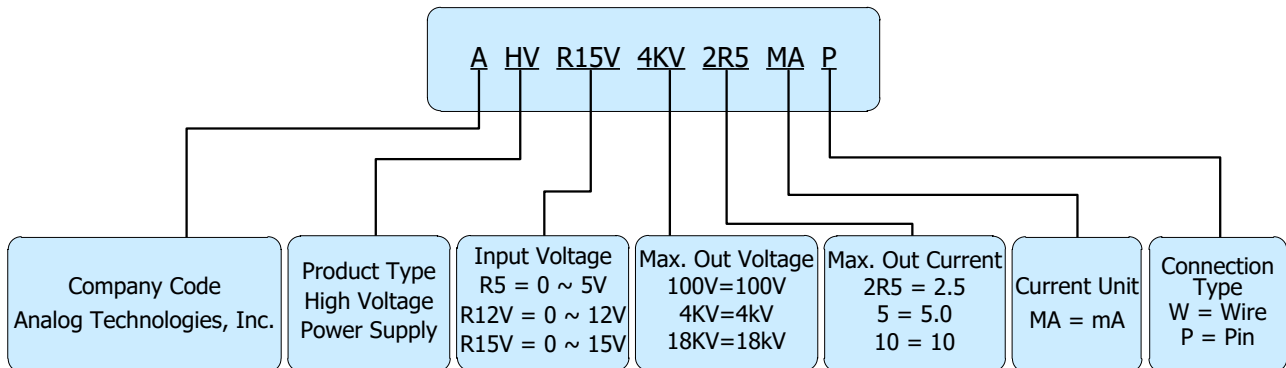 A HV R15V 4KV 2R5 MA P
Company Code
Analog Technologies, Inc.
Product Type
High Voltage
Power Supply
Input Voltage
R5 = 0 ~ 5V
R12V = 0 ~ 12V
R15V = 0 ~ 15V
Max. Out Voltage
100V=100V
4KV=4kV
18KV=18kV
Max. Out Current
2R5 = 2.5
5 = 5.0
10 = 10
Current Unit
MA = mA
Connection
Type
W = Wire
P = Pin